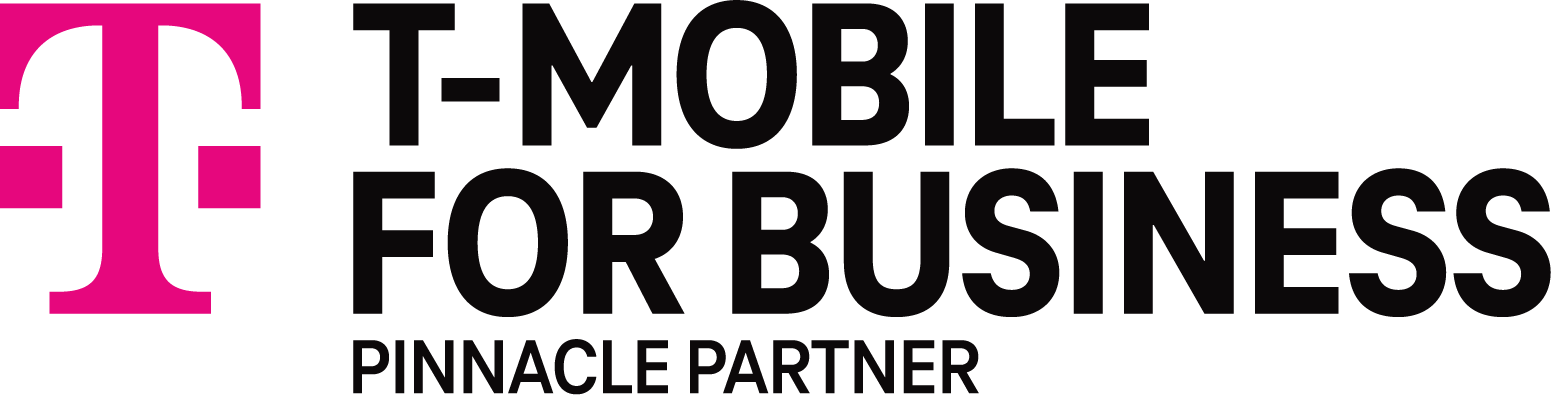 T
T-MOBILE
FOR BUSINESS
PINNACLE PARTNER